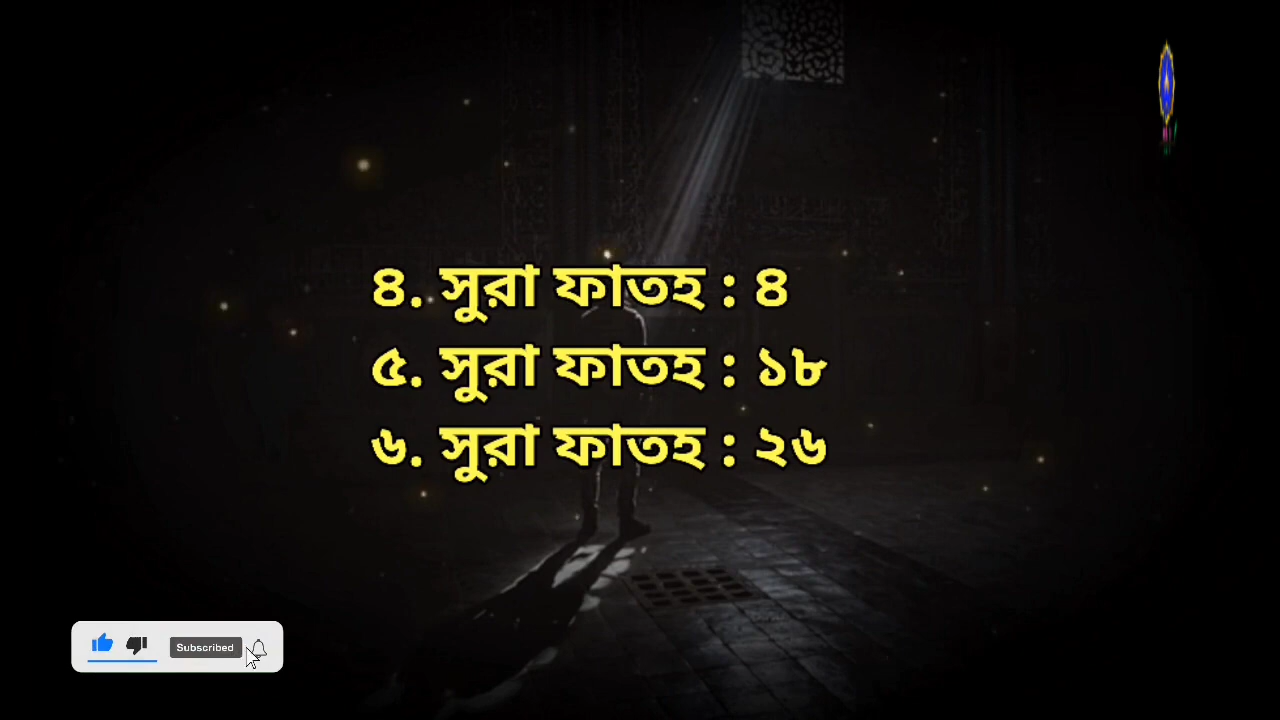 ৪. সুরা ফাতহ : ৪
৫. সুরা ফাতহ : ১৮
৬. সুরা ফাতহ : ২৬
Subscribed